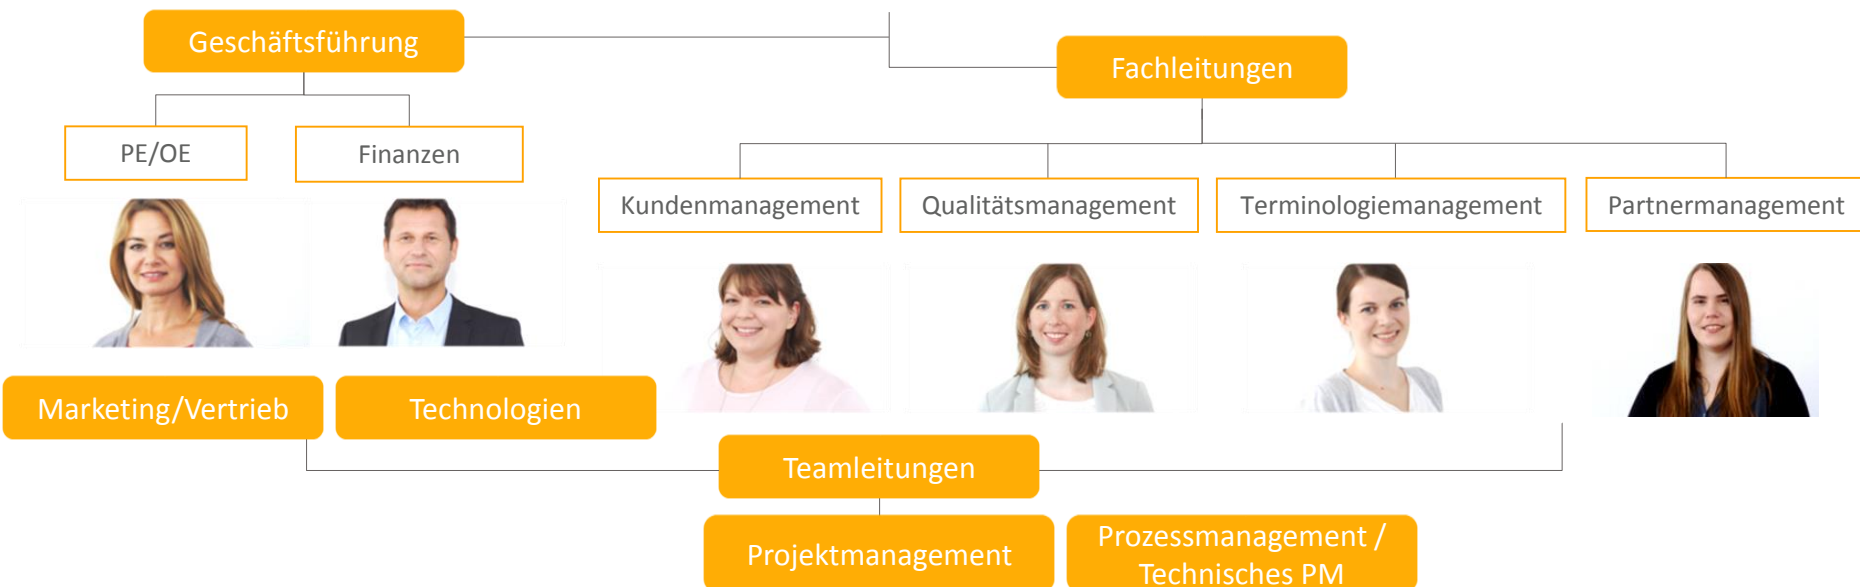 Geschäftsführung
Fachleitungen
PE/OE
Finanzen
Kundenmanagement
Qualitätsmanagement
Terminologiemanagement
Partnermanagement
Marketing/Vertrieb
Technologien
Teamleitungen
Projektmanagement
Prozessmanagement /
Technisches PM